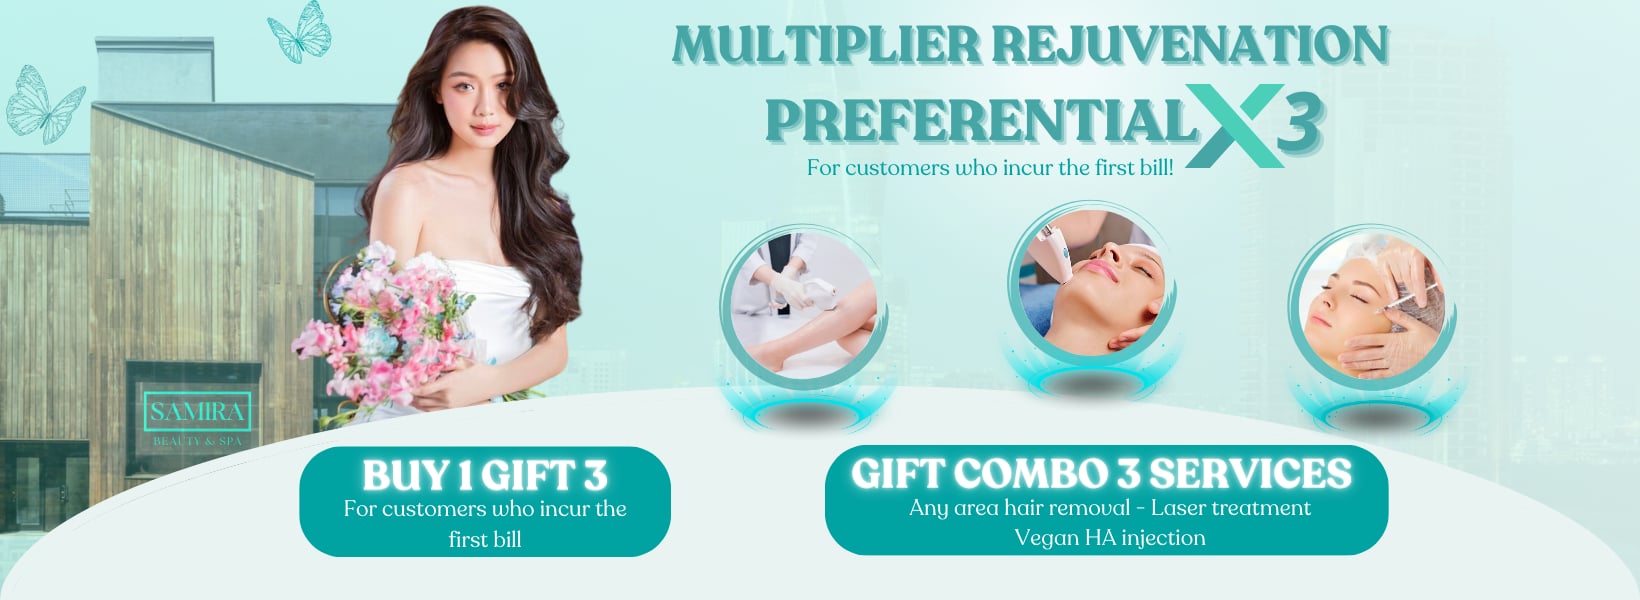 MULTIPLIER REJUVENATION
PREFERENTIAL X3
For customers who incur the first bill!
SAMIRA
BEAUTY & SPA
BUY 1 GIFT 3
For customers who incur the
first bill
GIFT COMBO 3 SERVICES
Any area hair removal - Laser treatment
Vegan HA injection